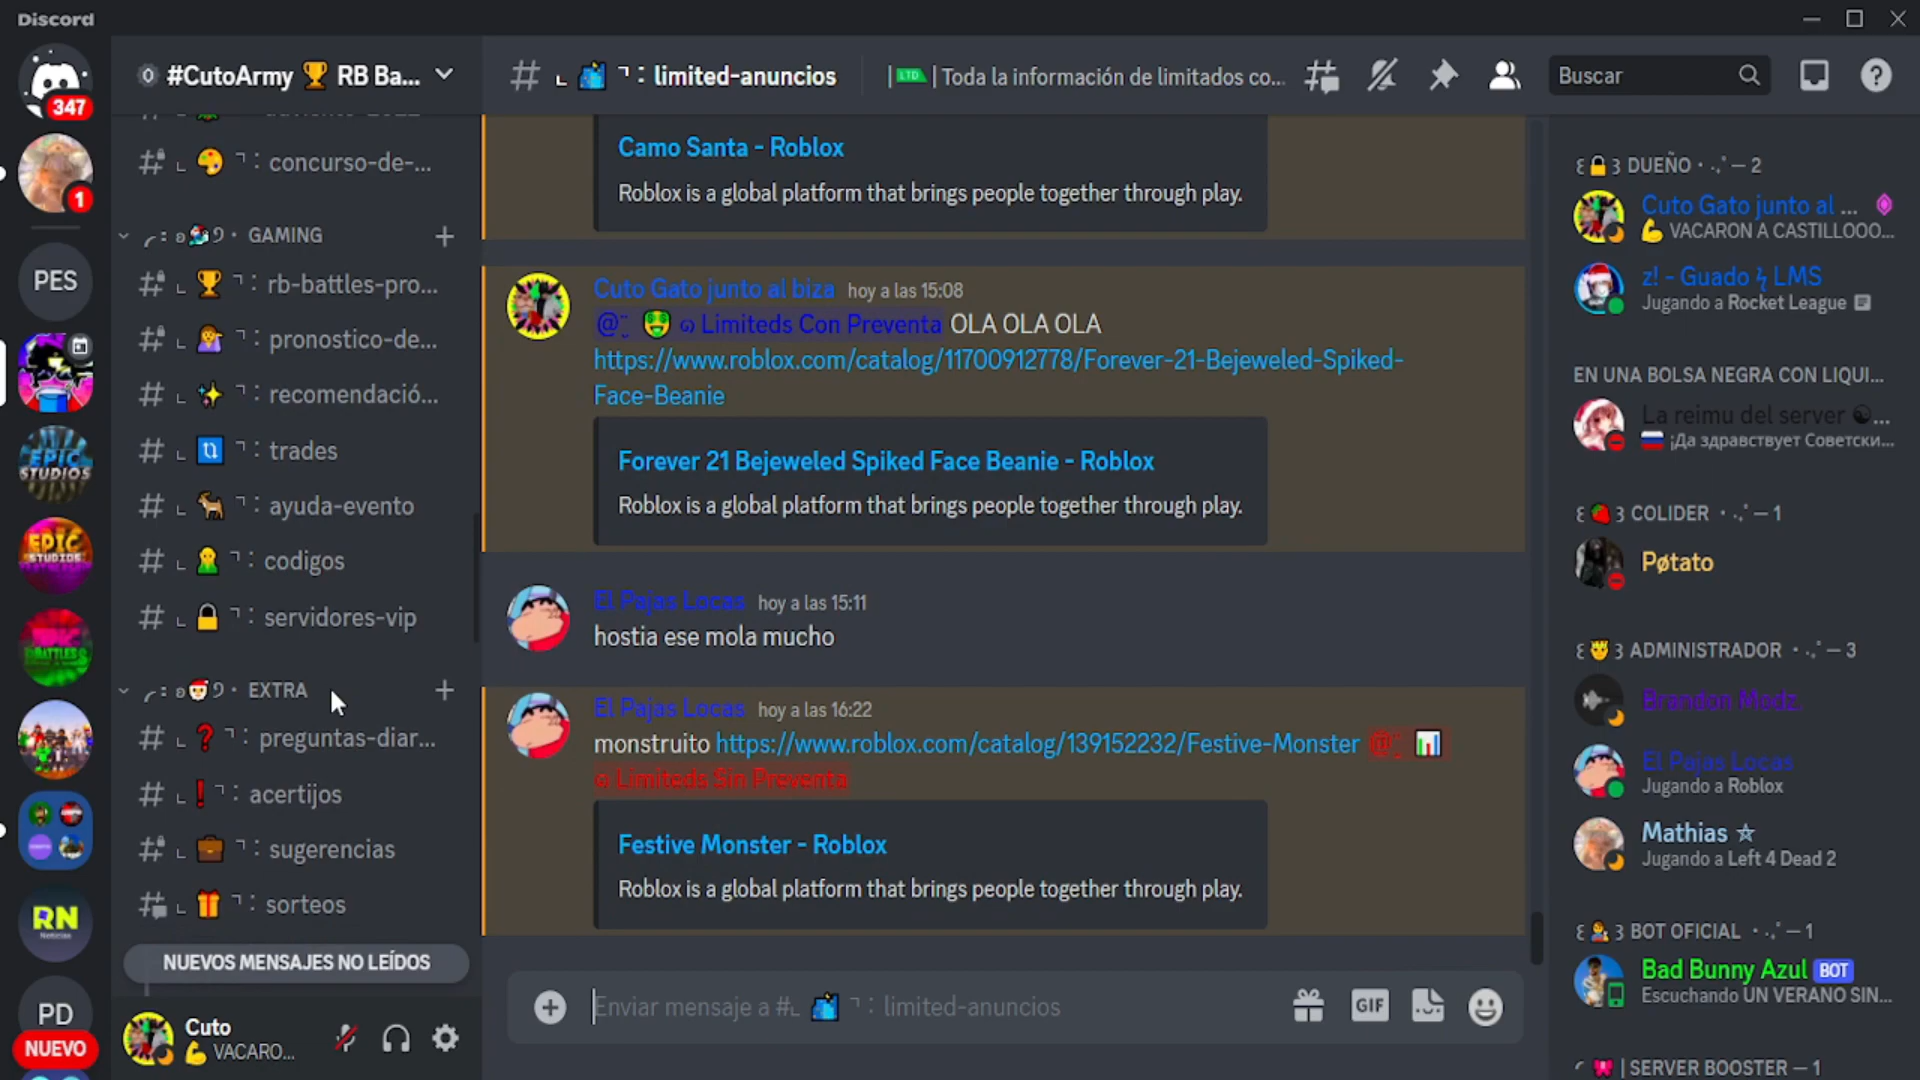 Discord
347
1
PES
EPIC
STUDIOS
EPIC
STUDIOS
RN
Noticias
PD
NUEVO
#CutoArmy 🏆 RB Ba...
concurso-de-...
GAMING
rb-battles-pro...
pronostico-de...
recomendació...
trades
ayuda-evento
codigos
servidores-vip
EXTRA
preguntas-diar...
acertijos
sugerencias
sorteos
NUEVOS MENSAJES NO LEÍDOS
Cuto
💪 VACARO...
limited-anuncios
| LTD | Toda la información de limitados co...
Buscar
Camo Santa - Roblox
Roblox is a global platform that brings people together through play.
Cuto Gato junto al biza hoy a las 15:08
@¨̬ 🤑 ഒ Limiteds Con Preventa OLA OLA OLA
https://www.roblox.com/catalog/11700912778/Forever-21-Bejeweled-Spiked-
Face-Beanie
Forever 21 Bejeweled Spiked Face Beanie - Roblox
Roblox is a global platform that brings people together through play.
El Pajas Locas hoy a las 15:11
hostia ese mola mucho
El Pajas Locas hoy a las 16:22
monstruito https://www.roblox.com/catalog/139152232/Festive-Monster @¨̬ 📊
ഒ Limiteds Sin Preventa
Festive Monster - Roblox
Roblox is a global platform that brings people together through play.
Enviar mensaje a #⌞ ⌝ : limited-anuncios
GIF
꒰🔒꒱ DUEÑO · — 2
Cuto Gato junto al ...
💪 VACARON A CASTILLOOO...
z! - Guado ϟ LMS
Jugando a Rocket League
EN UNA BOLSA NEGRA CON LIQUI...
La reimu del server ☯...
🇷🇺 ¡Да здравствует Советски...
꒰🍓꒱ COLIDER · — 1
Pøtato
꒰🤴꒱ ADMINISTRADOR · — 3
Brandon Modz.
El Pajas Locas
Jugando a Roblox
Mathias ☆
Jugando a Left 4 Dead 2
BOT OFICIAL · — 1
Bad Bunny Azul BOT
Escuchando UN VERANO SIN...
| SERVER BOOSTER — 1